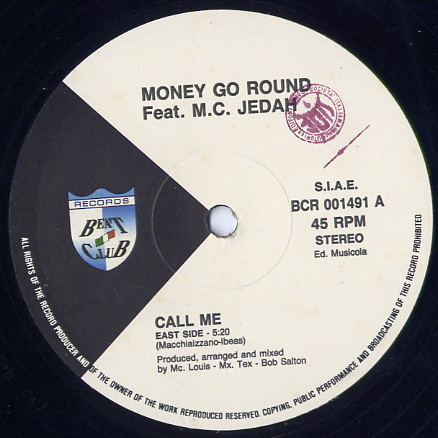 MONEY GO ROUND
Feat. M.C. JEDAH
S.I.A.E.
BCR 001491 A
45 RPM
STEREO
Ed. Musicola
RECORDS
BEAT
CLUB
CALL ME
EAST SIDE - 5:20
(Macchiaizzano-Ibeas)
Produced, arranged and mixed
by Mc. Louis - Mx. Tex - Bob Salton
ALL RIGHTS OF THE RECORD PRODUCER AND OF THE OWNER OF THE WORK REPRODUCED RESERVED. COPYING, PUBLIC PERFORMANCE AND BROADCASTING OF THIS RECORD PROHIBITED